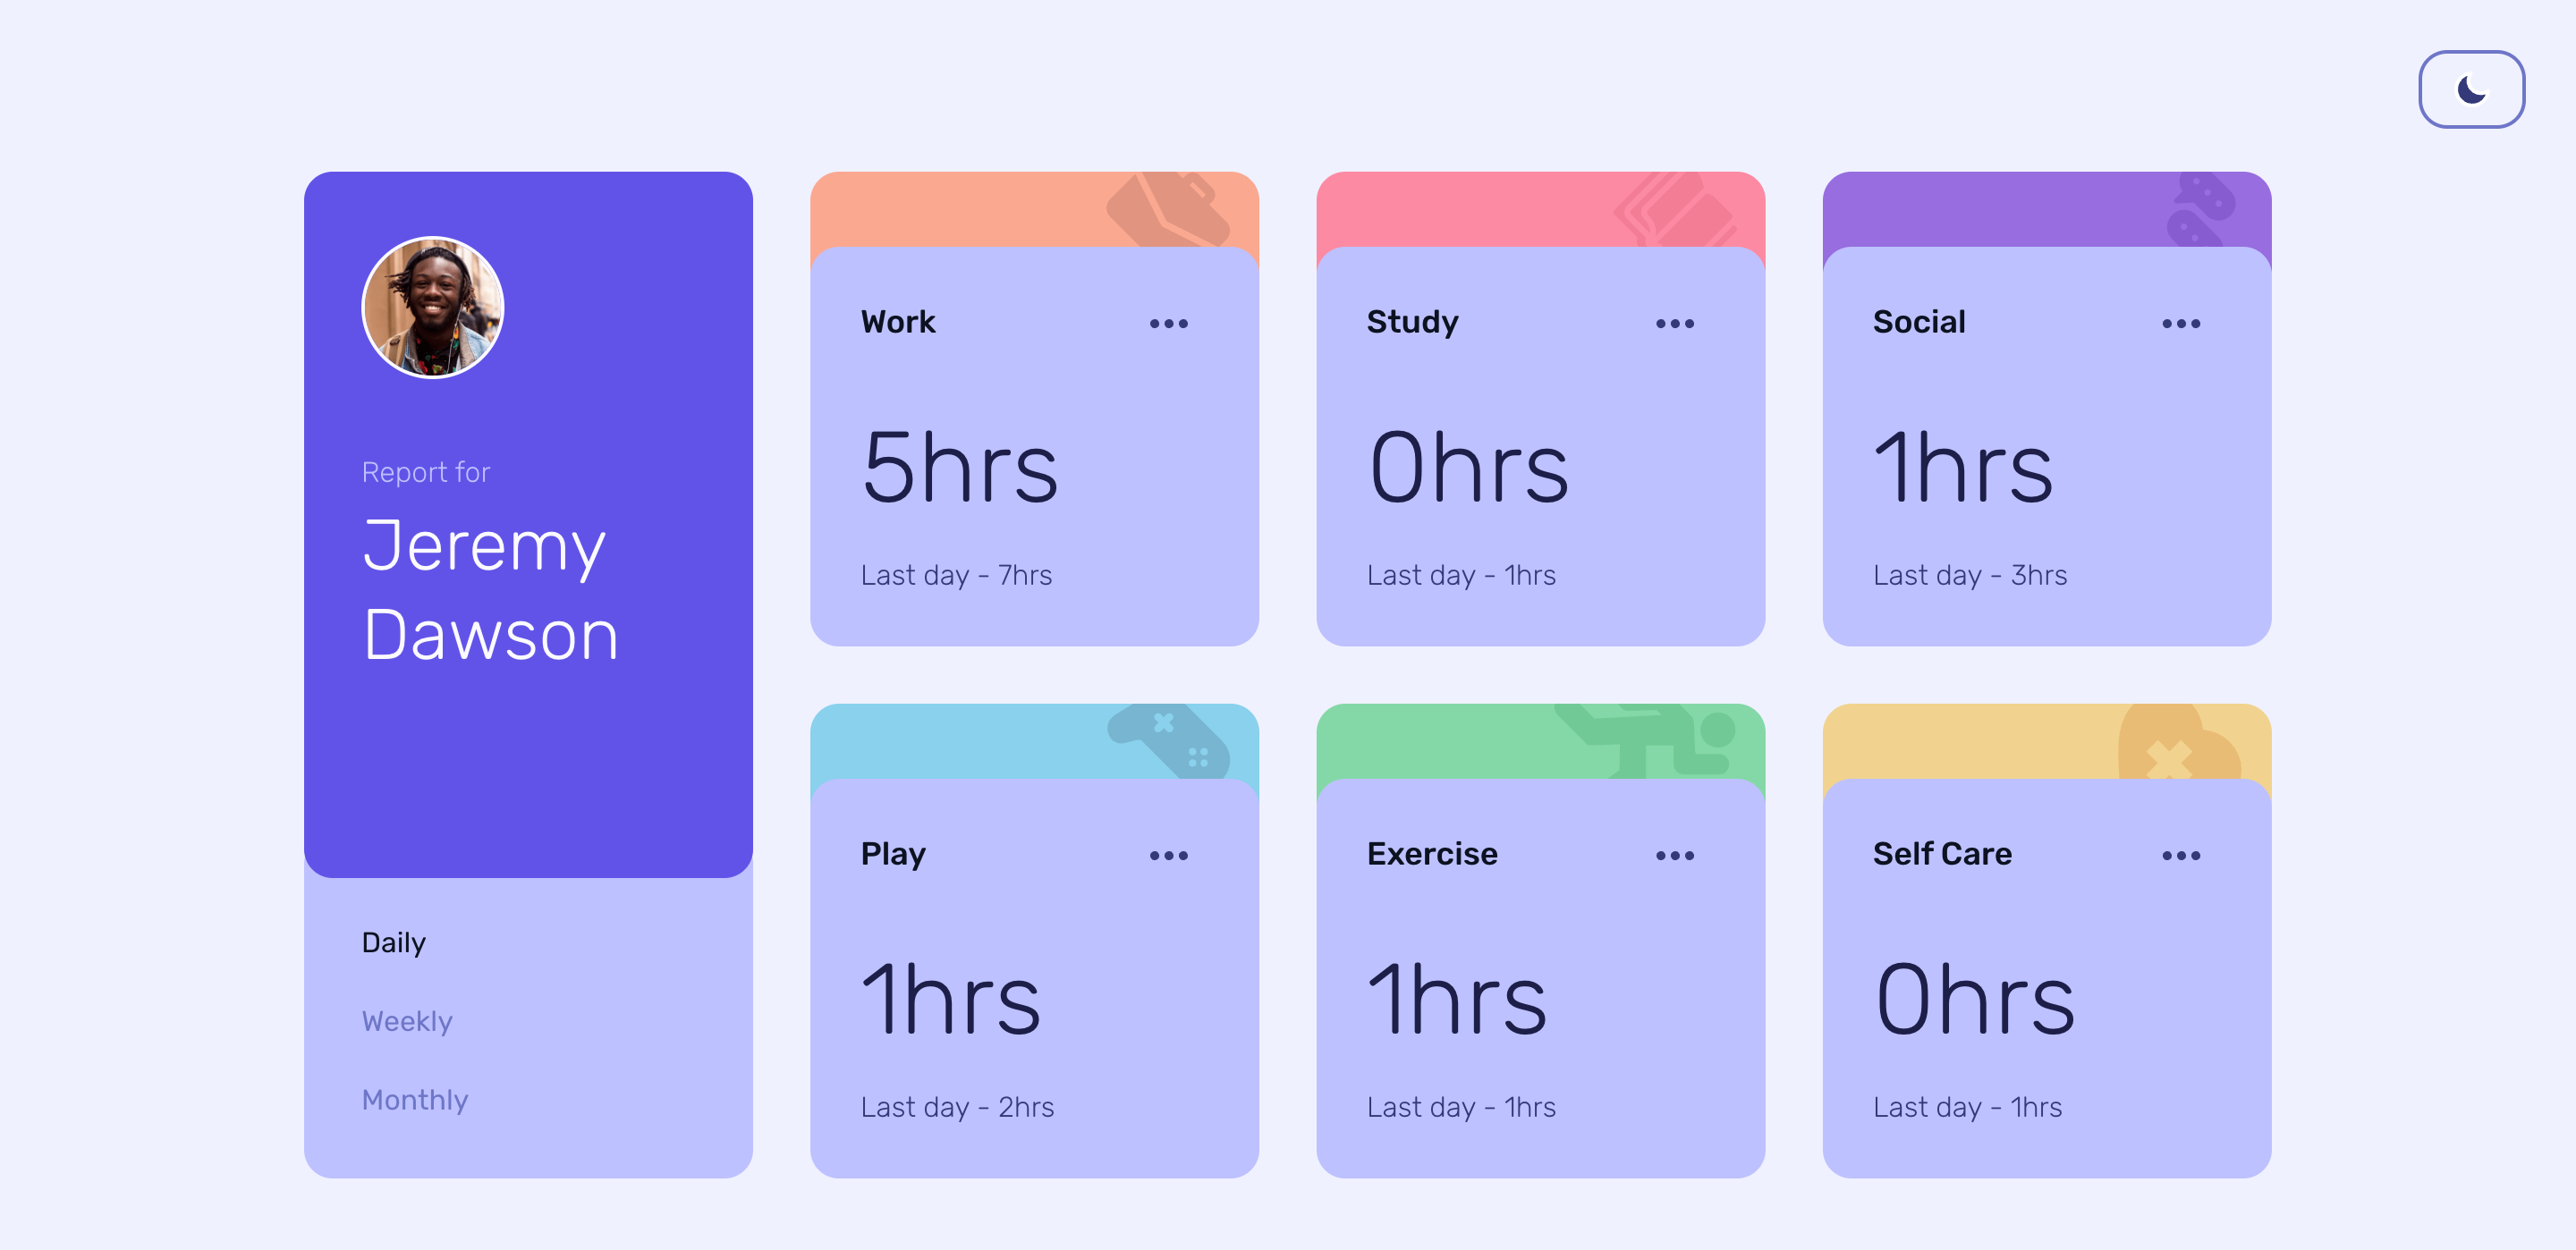 Report for
Jeremy
Dawson
Daily
Weekly
Monthly
Work
5hrs
Last day - 7hrs
Study
0hrs
Last day - 1hrs
Social
1hrs
Last day - 3hrs
Play
1hrs
Last day - 2hrs
Exercise
1hrs
Last day - 1hrs
Self Care
0hrs
Last day - 1hrs